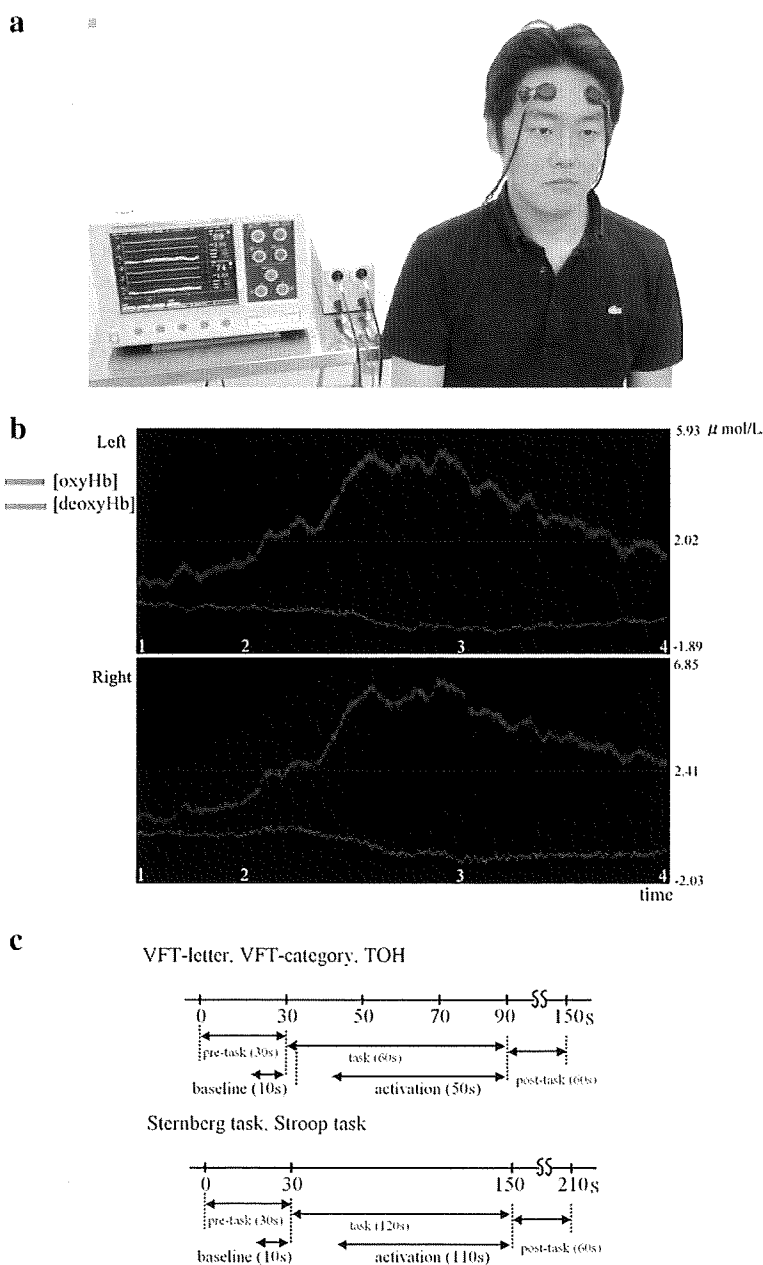 a
b
Left
5.93 μ mol/L
[oxyHb]
[deoxyHb]
2.02
1 2 3 4
-1.89
Right
6.85
2.41
1 2 3 4
-2.03
time
c
VFT-letter, VFT-category, TOH
0 30 50 70 90 150s
pre-task (30s) task (60s) post-task (60s)
baseline (10s) activation (50s)
Sternberg task, Stroop task
0 30 150 210s
pre-task (30s) task (120s) post-task (60s)
baseline (10s) activation (110s)